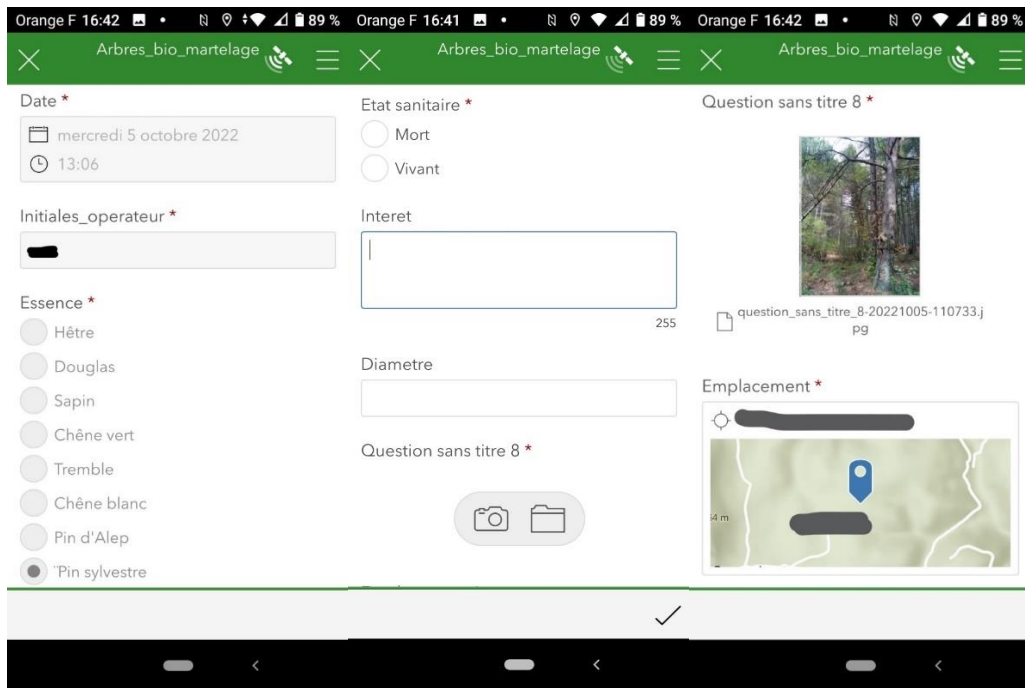 Orange F 16:42
89 %
Arbres_bio_martelage
Date *
mercredi 5 octobre 2022
13:06
Initiales_operateur *
Essence *
Hêtre
Douglas
Sapin
Chêne vert
Tremble
Chêne blanc
Pin d'Alep
¨Pin sylvestre
Orange F 16:41
89 %
Arbres_bio_martelage
Etat sanitaire *
Mort
Vivant
Interet
255
Diametre
Question sans titre 8 *
Orange F 16:42
89 %
Arbres_bio_martelage
Question sans titre 8 *
question_sans_titre_8-20221005-110733.j
pg
Emplacement *